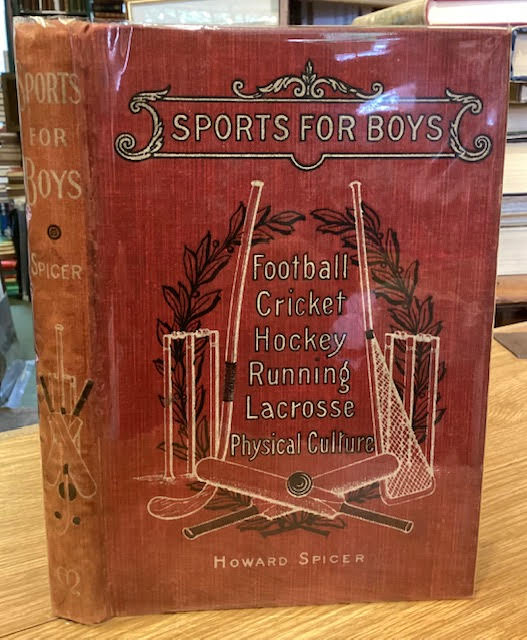 SPORTS
FOR
BOYS
SPICER
SPORTS FOR BOYS
Football
Cricket
Hockey
Running
Lacrosse
Physical Culture
HOWARD SPICER